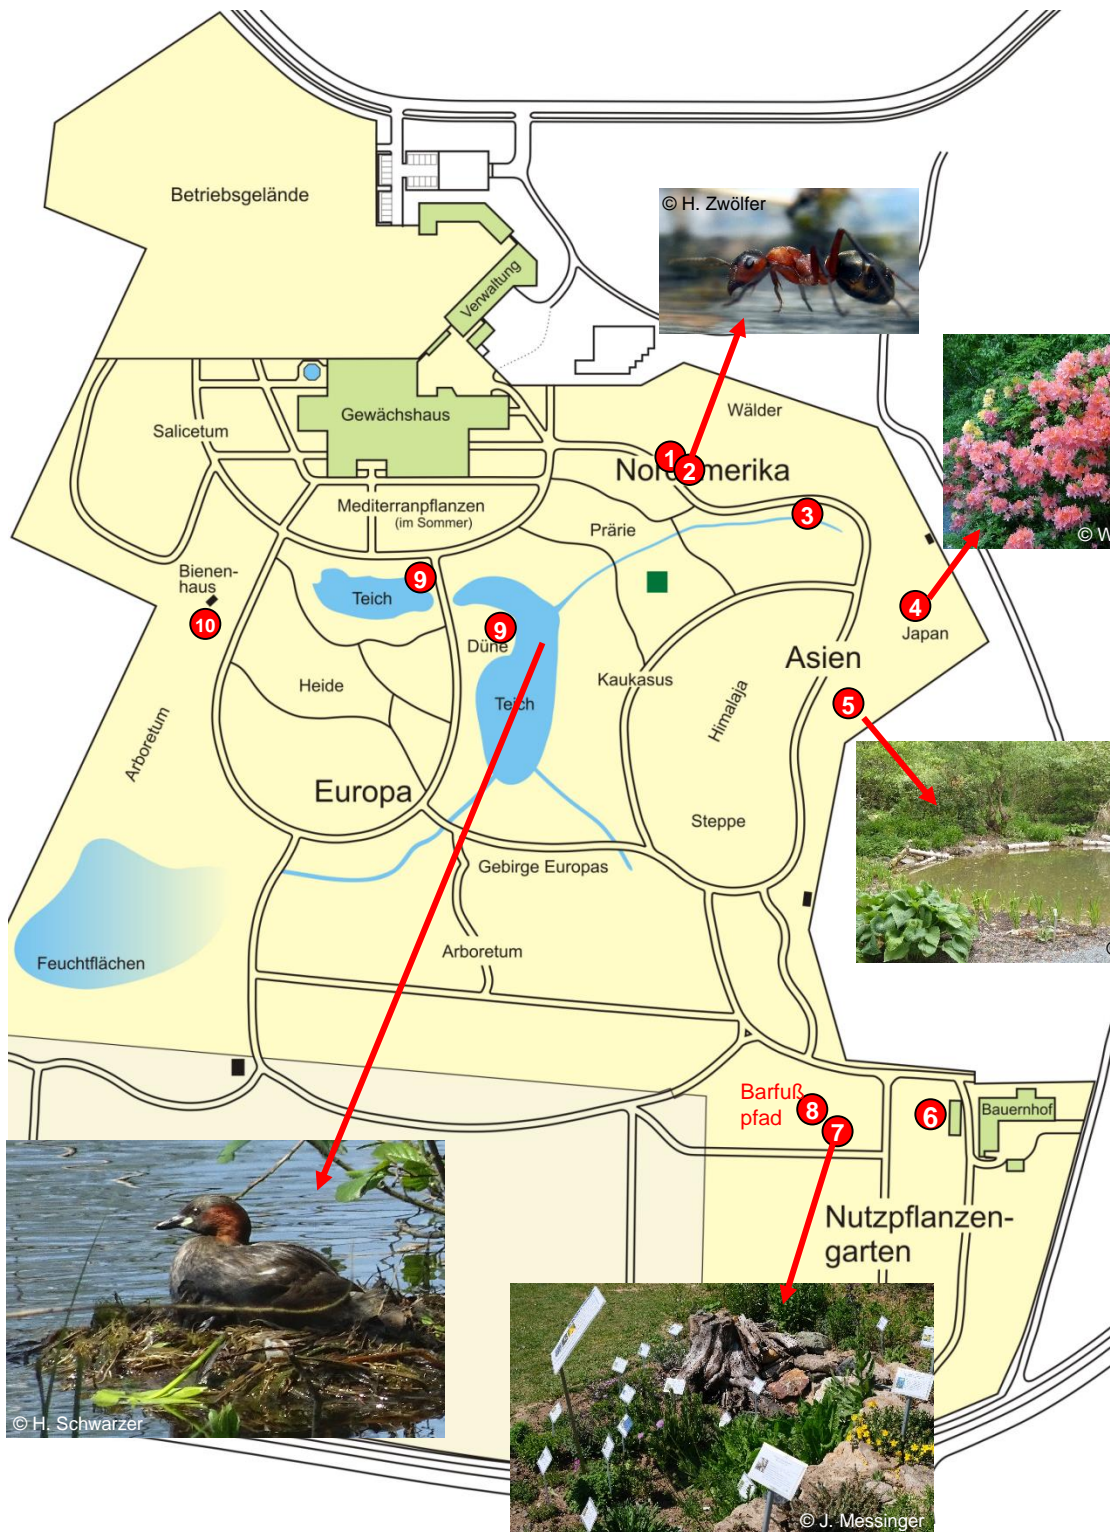 Betriebsgelände
© H. Zwölfer
Verwaltung
Gewächshaus
Wälder
Salicetum
1
2
Mediterranpflanzen
(im Sommer)
Prärie
3
© W
Bienen-
haus
9
Teich
10
4
Japan
9
Düne
Asien
Heide
Kaukasus
Himalaja
Teich
5
Arboretum
Europa
Steppe
Gebirge Europas
Arboretum
Feuchtflächen
©
Barfuß
pfad
8
7
6
Bauernhof
Nutzpflanzen-
garten
© H. Schwarzer
© J. Messinger